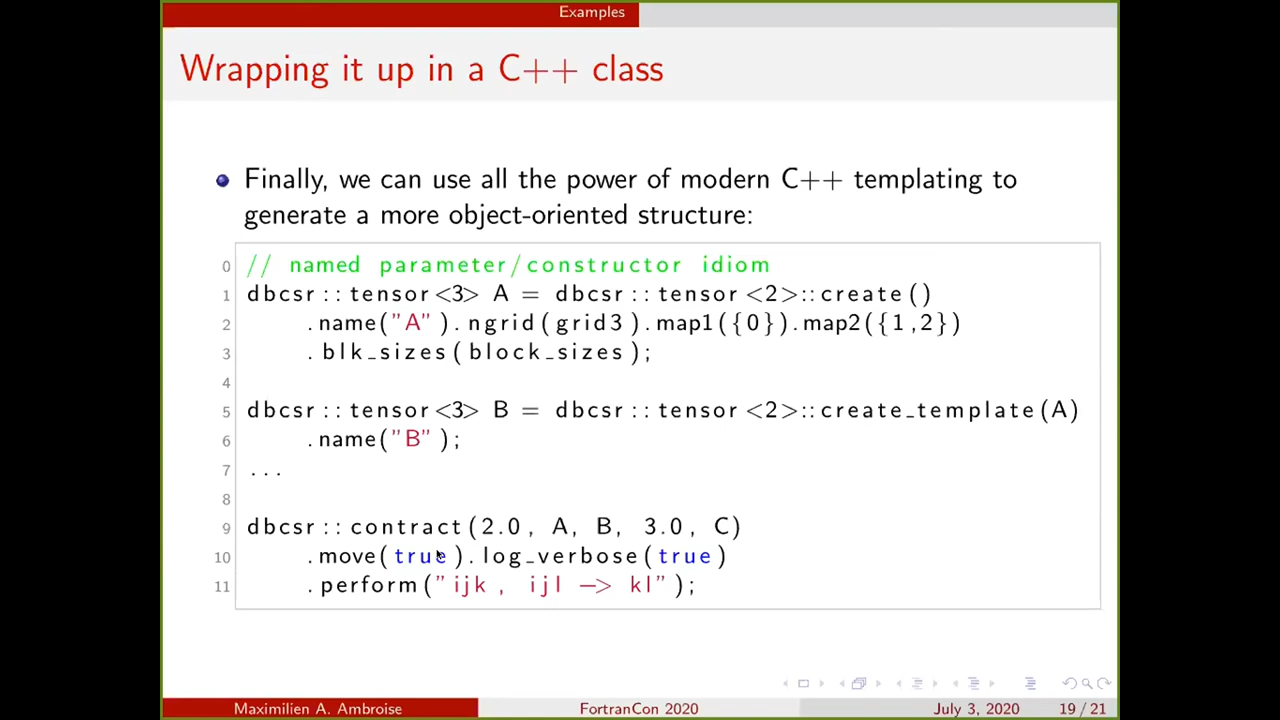 Examples
Wrapping it up in a C++ class
Finally, we can use all the power of modern C++ templating to
generate a more object-oriented structure:
0 // named parameter/constructor idiom
1 dbcsr::tensor<3> A = dbcsr::tensor<2>::create()
2 .name("A").ngrid(grid3).map1({0}).map2({1,2})
3 .blk_sizes(block_sizes);
4
5 dbcsr::tensor<3> B = dbcsr::tensor<2>::create_template(A)
6 .name("B");
7 ...
8
9 dbcsr::contract(2.0, A, B, 3.0, C)
10 .move(true).log_verbose(true)
11 .perform("ijk, ijl -> kl");
Maximilien A. Ambroise FortranCon 2020 July 3, 2020 19 / 21